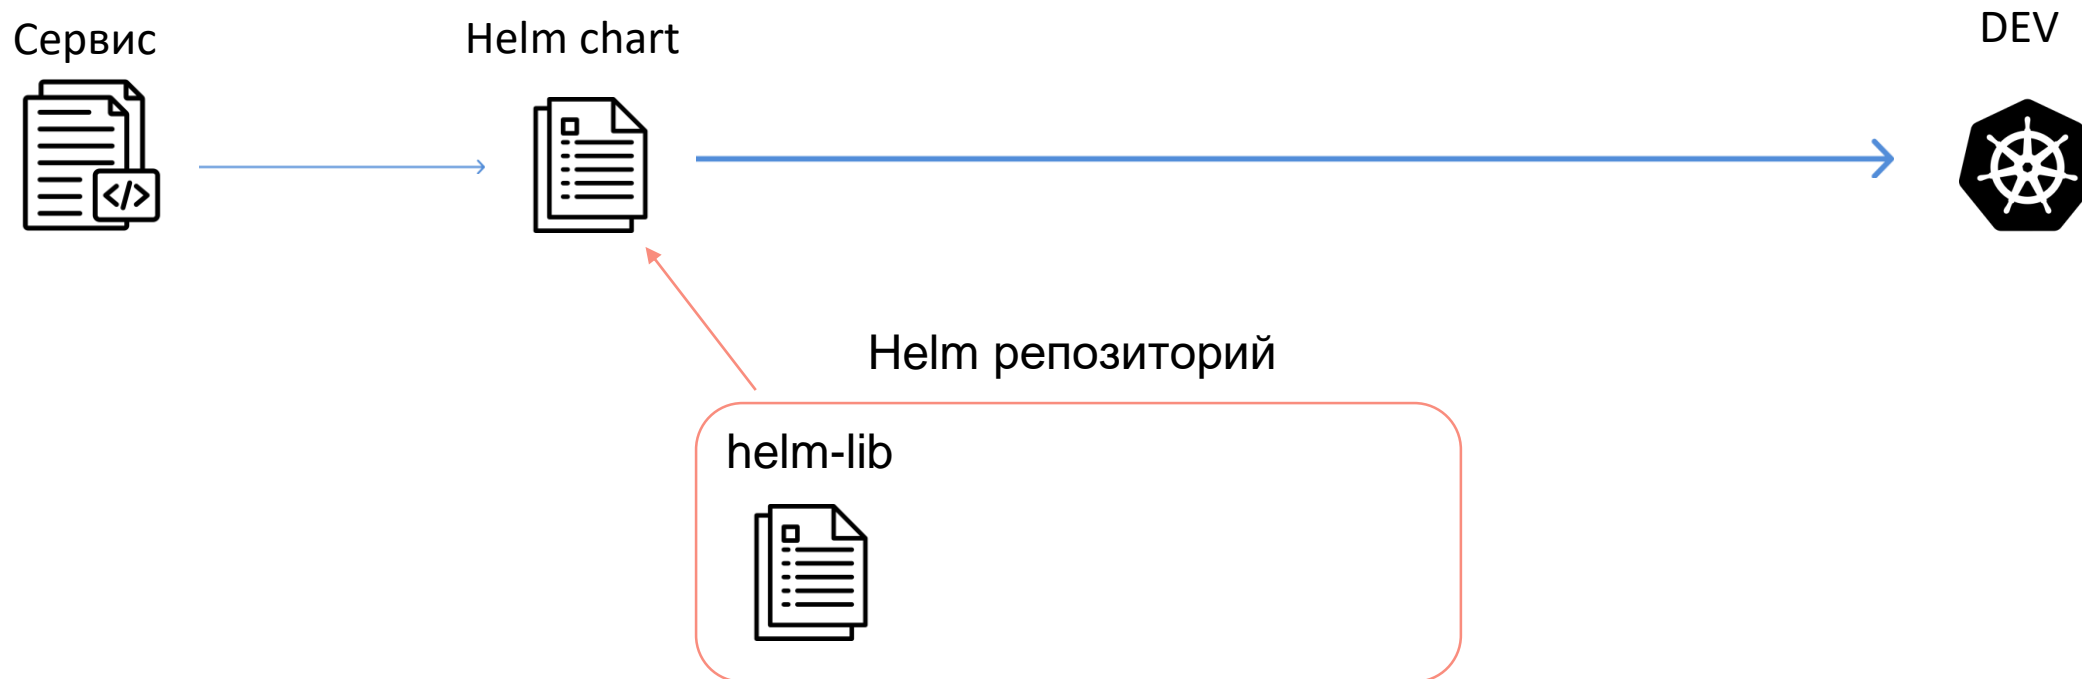 Сервис
Helm chart
DEV
</>
Helm репозиторий
helm-lib